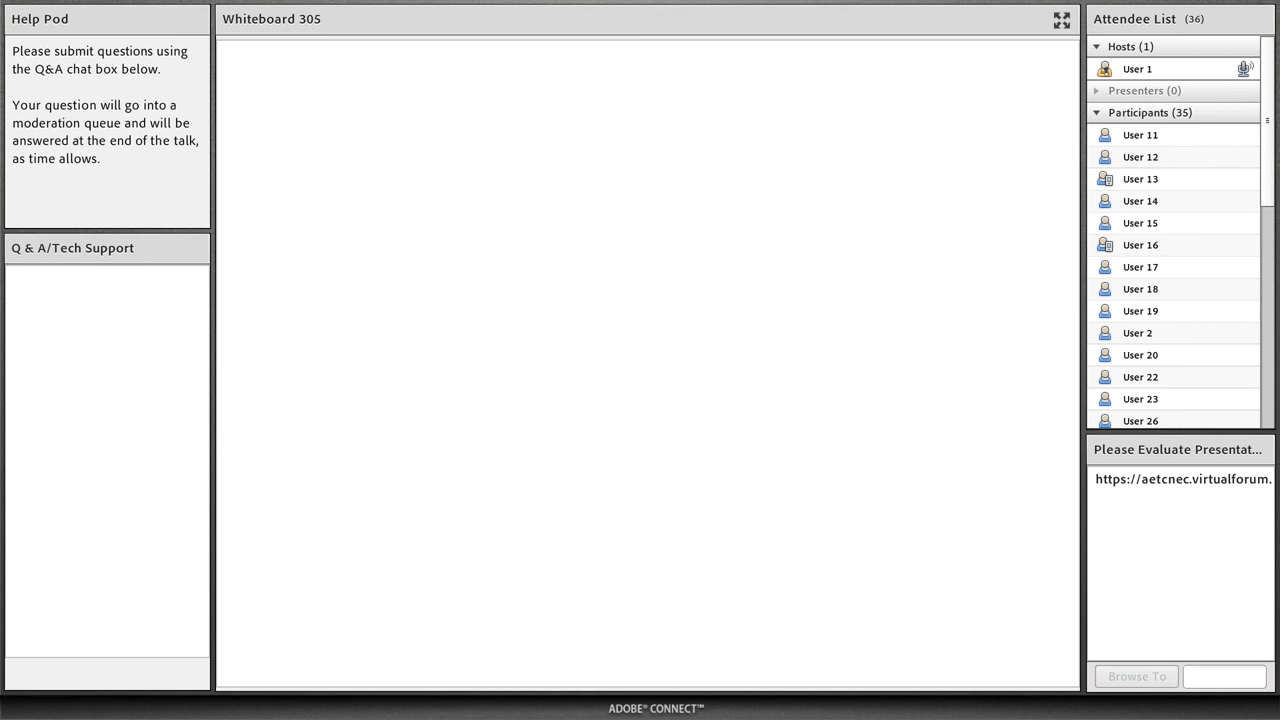 Help Pod
Please submit questions using
the Q&A chat box below.
Your question will go into a
moderation queue and will be
answered at the end of the talk,
as time allows.
Q & A/Tech Support
Whiteboard 305
Attendee List (36)
Hosts (1)
User 1
Presenters (0)
Participants (35)
User 11
User 12
User 13
User 14
User 15
User 16
User 17
User 18
User 19
User 2
User 20
User 22
User 23
User 26
Please Evaluate Presentat...
https://aetcnec.virtualforum.
Browse To
ADOBE® CONNECT™